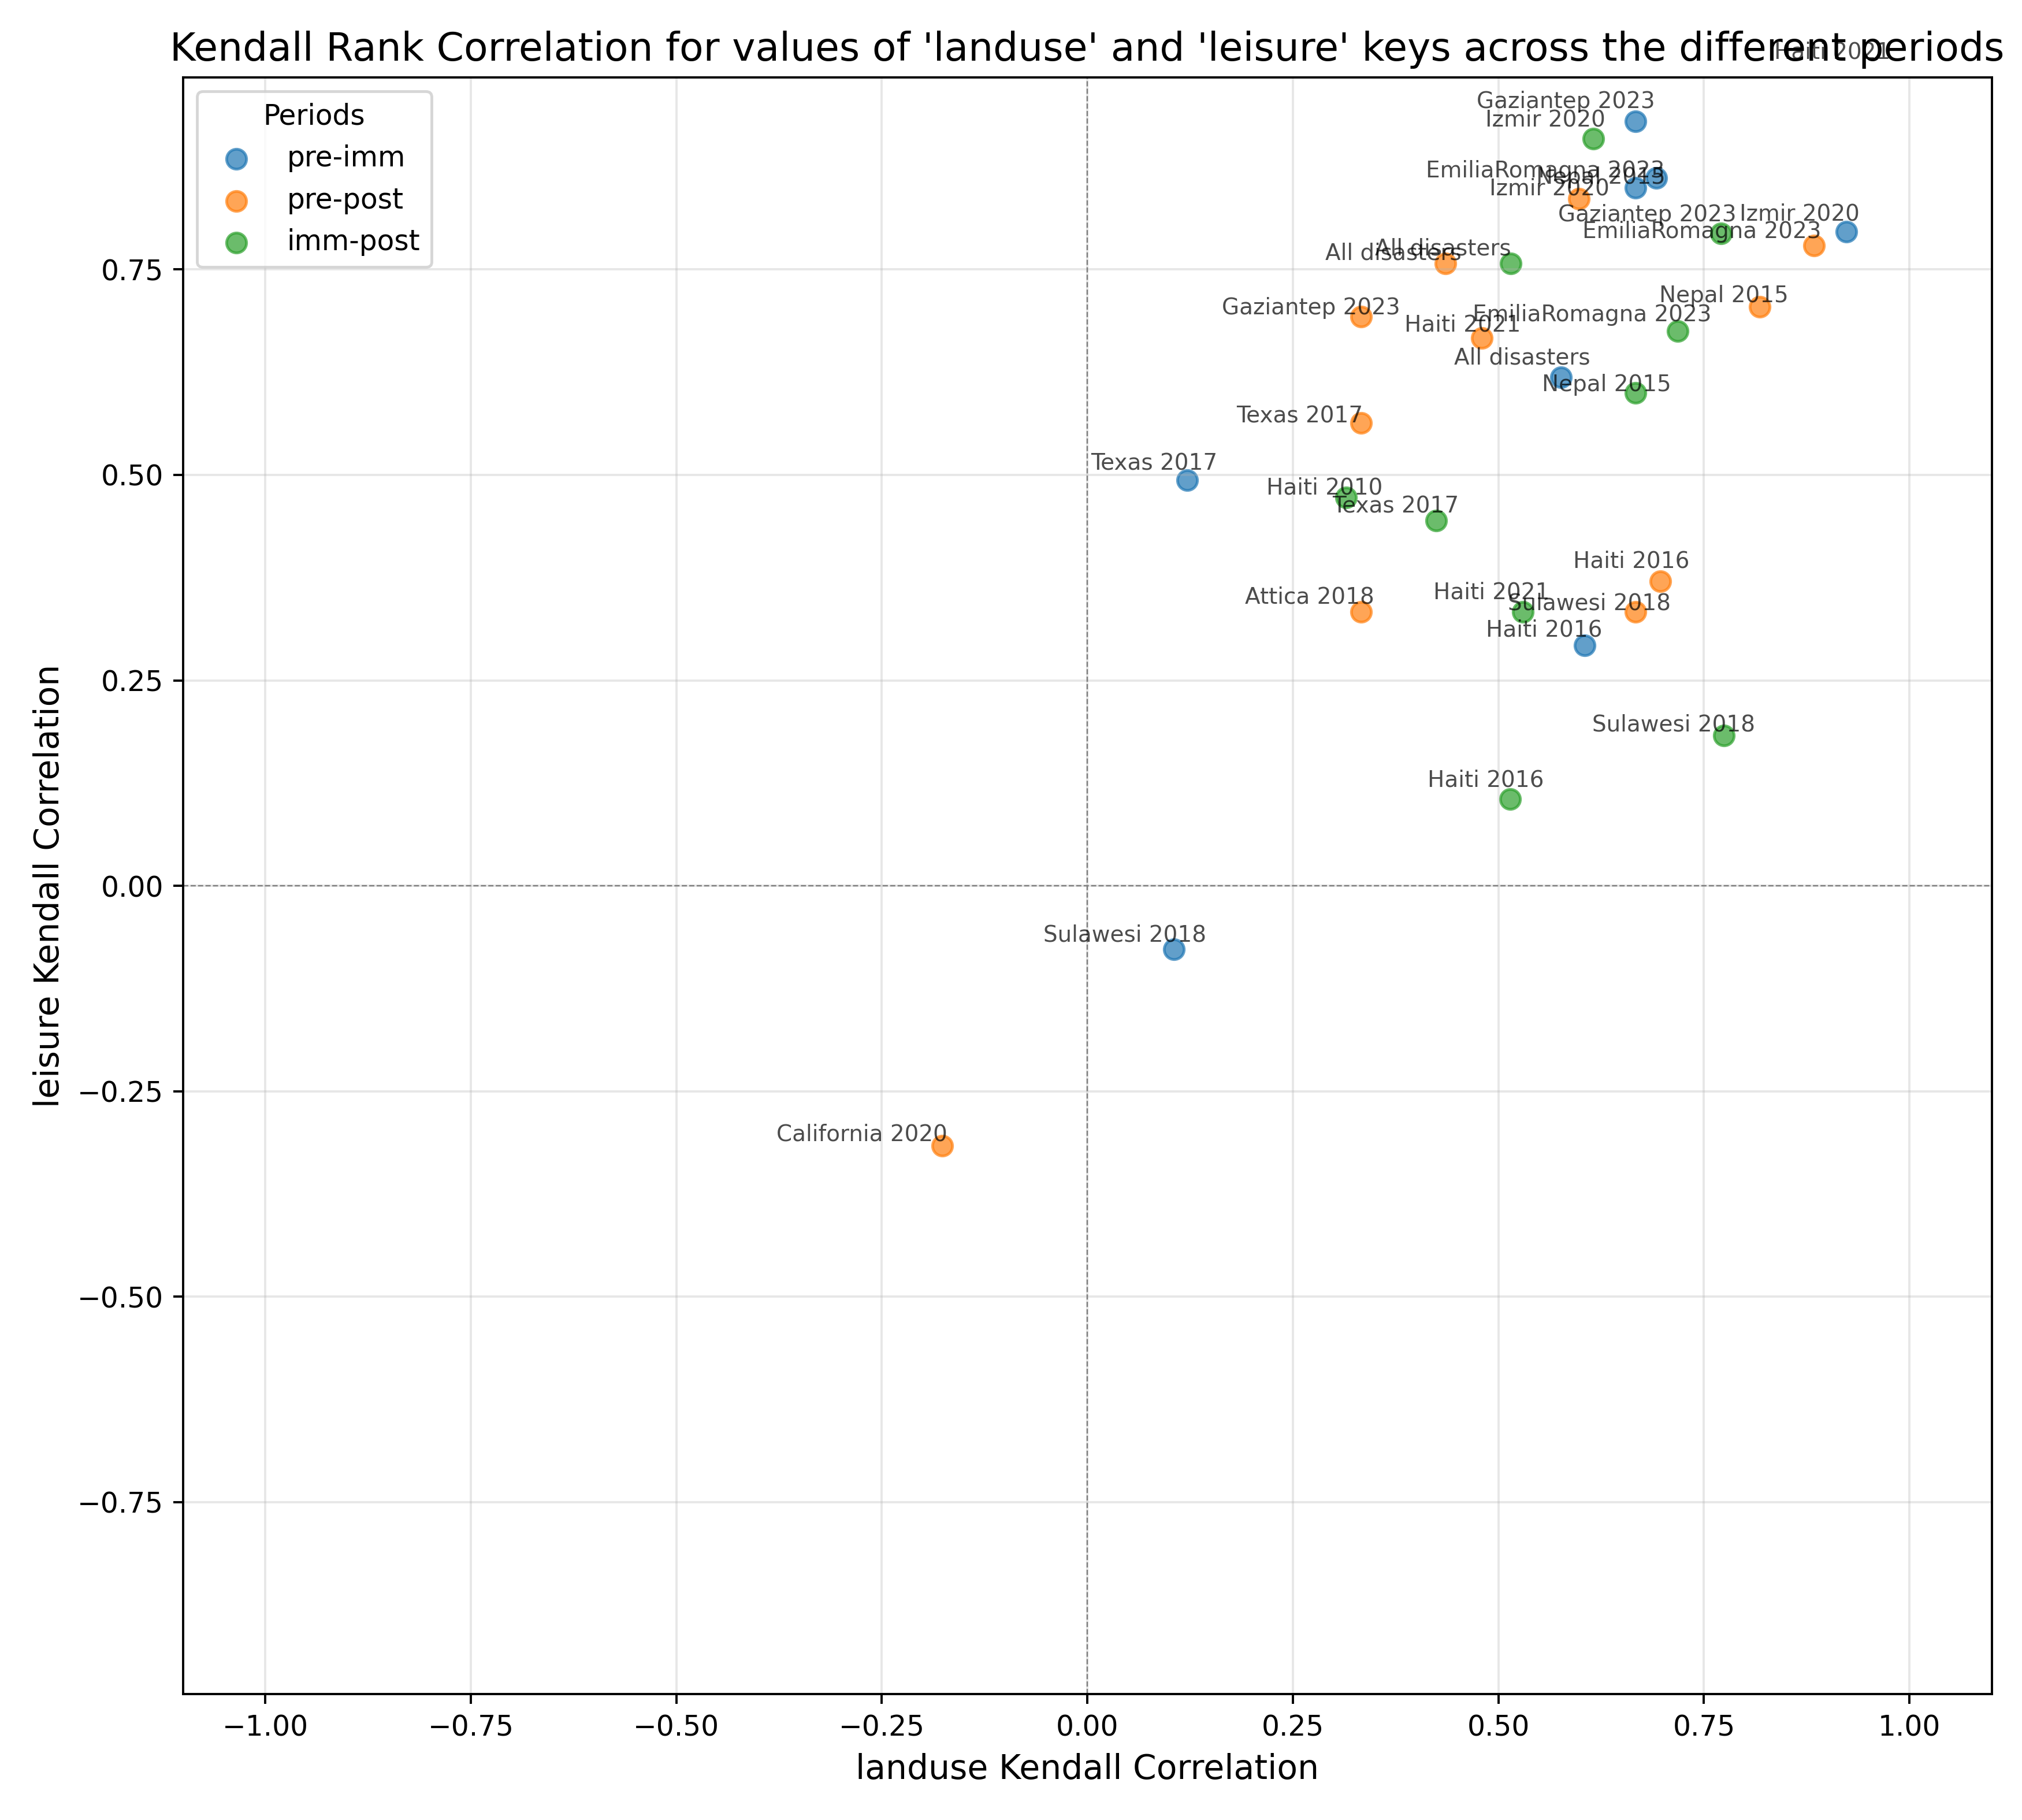 Kendall Rank Correlation for values of 'landuse' and 'leisure' keys across the different periods
Haiti 2021
Periods
pre-imm
pre-post
imm-post
Gaziantep 2023
Izmir 2020
EmiliaRomagna 2023
Nepal 2015
Izmir 2020
Gaziantep 2023
Izmir 2020
EmiliaRomagna 2023
All disasters
All disasters
Nepal 2015
Gaziantep 2023
EmiliaRomagna 2023
Haiti 2021
All disasters
Nepal 2015
Texas 2017
Texas 2017
Haiti 2010
Texas 2017
Haiti 2016
Attica 2018
Haiti 2021
Sulawesi 2018
Haiti 2016
Sulawesi 2018
Haiti 2016
Sulawesi 2018
California 2020
0.75
0.50
0.25
0.00
−0.25
−0.50
−0.75
leisure Kendall Correlation
−1.00
−0.75
−0.50
−0.25
0.00
0.25
0.50
0.75
1.00
landuse Kendall Correlation